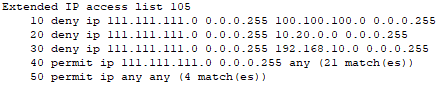 Extended IP access list 105
10 deny ip 111.111.111.0 0.0.0.255 100.100.100.0 0.0.0.255
20 deny ip 111.111.111.0 0.0.0.255 10.20.0.0 0.0.0.255
30 deny ip 111.111.111.0 0.0.0.255 192.168.10.0 0.0.0.255
40 permit ip 111.111.111.0 0.0.0.255 any (21 match(es))
50 permit ip any any (4 match(es))